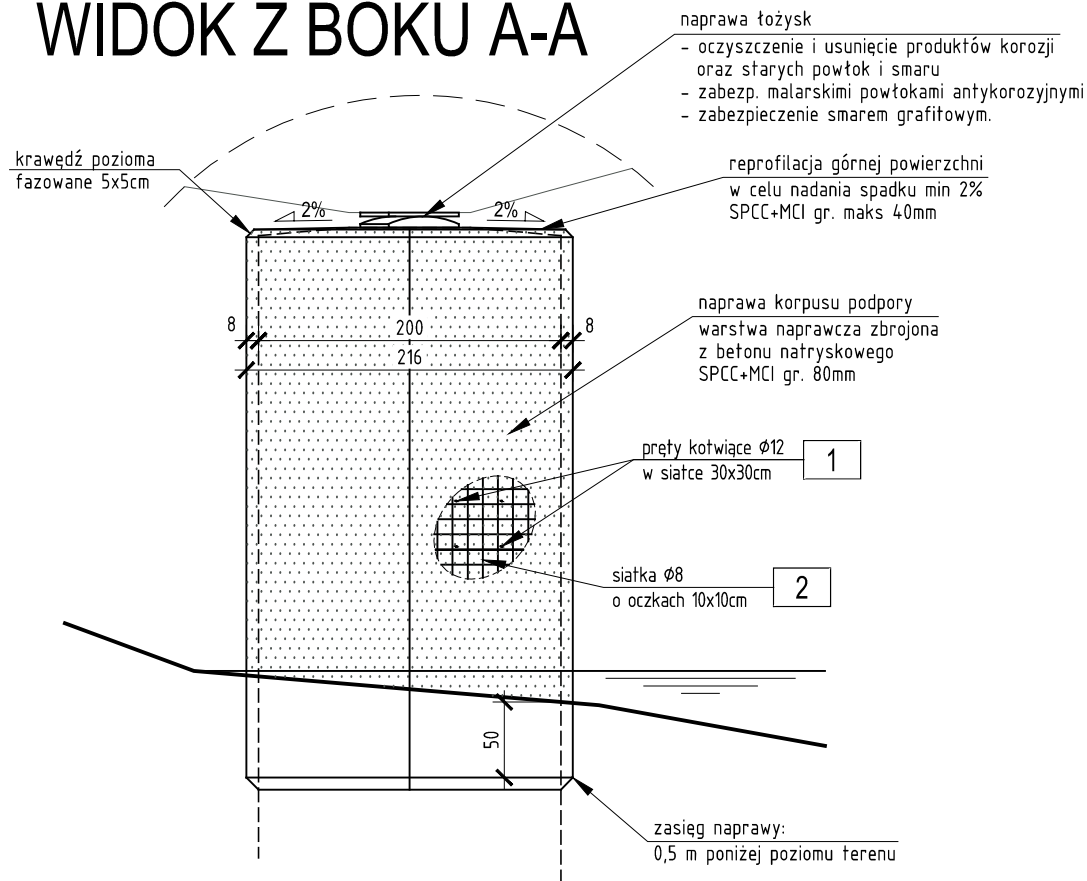 WIDOK Z BOKU A-A
naprawa łożysk
- oczyszczenie i usunięcie produktów korozji
oraz starych powłok i smaru
- zabezp. malarskimi powłokami antykorozyjnymi
- zabezpieczenie smarem grafitowym.
krawędź pozioma
fazowane 5x5cm
reprofilacja górnej powierzchni
w celu nadania spadku min 2%
SPCC+MCI gr. maks 40mm
2%
2%
naprawa korpusu podpory
warstwa naprawcza zbrojona
z betonu natryskowego
SPCC+MCI gr. 80mm
8
200
8
216
pręty kotwiące Ø12
w siatce 30x30cm
1
siatka Ø8
o oczkach 10x10cm
2
50
zasięg naprawy:
0,5 m poniżej poziomu terenu